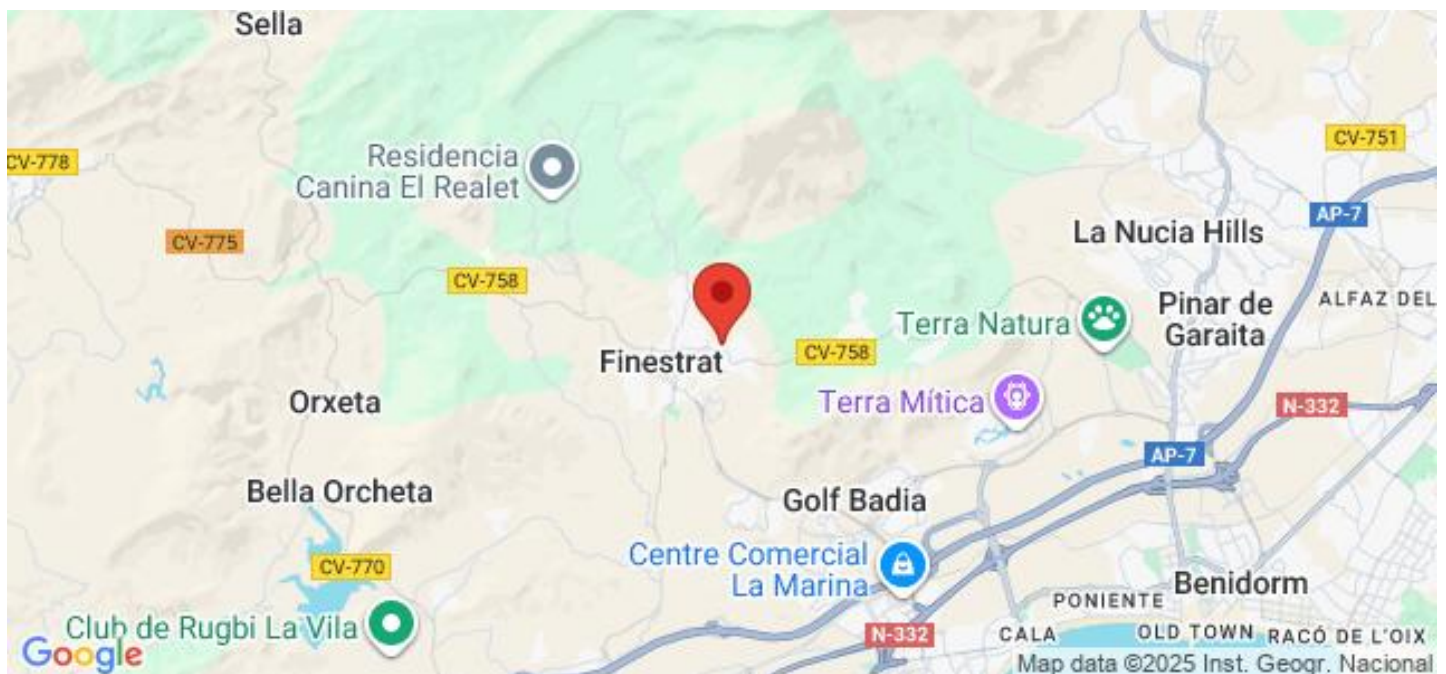 Sella
CV-778
Residencia
Canina El Realet
CV-751
AP-7
CV-775
La Nucia Hills
CV-758
Pinar de
Garaita
ALFAZ DEL
Terra Natura
Finestrat
CV-758
Orxeta
Terra Mítica
N-332
AP-7
Bella Orcheta
Golf Badia
Centre Comercial
La Marina
CV-770
Benidorm
PONIENTE
Club de Rugbi La Vila
N-332
CALA
OLD TOWN
RACÓ DE L'OIX
Google
Map data ©2025 Inst. Geogr. Nacional